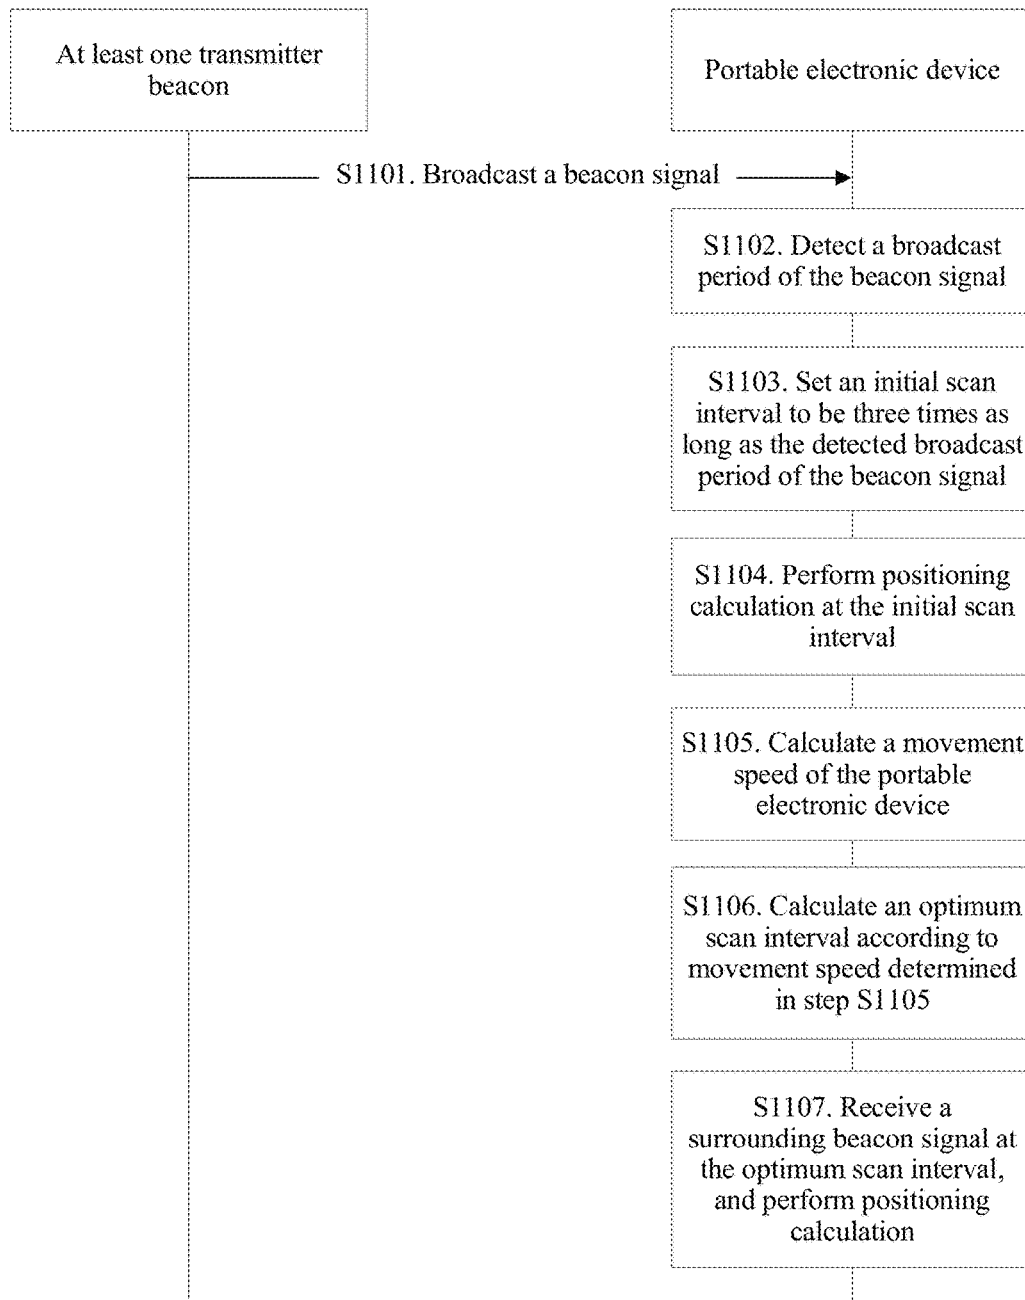 At least one transmitter
beacon
Portable electronic device
S1101. Broadcast a beacon signal
S1102. Detect a broadcast
period of the beacon signal
S1103. Set an initial scan
interval to be three times as
long as the detected broadcast
period of the beacon signal
S1104. Perform positioning
calculation at the initial scan
interval
S1105. Calculate a movement
speed of the portable
electronic device
S1106. Calculate an optimum
scan interval according to
movement speed determined
in step S1105
S1107. Receive a
surrounding beacon signal at
the optimum scan interval,
and perform positioning
calculation